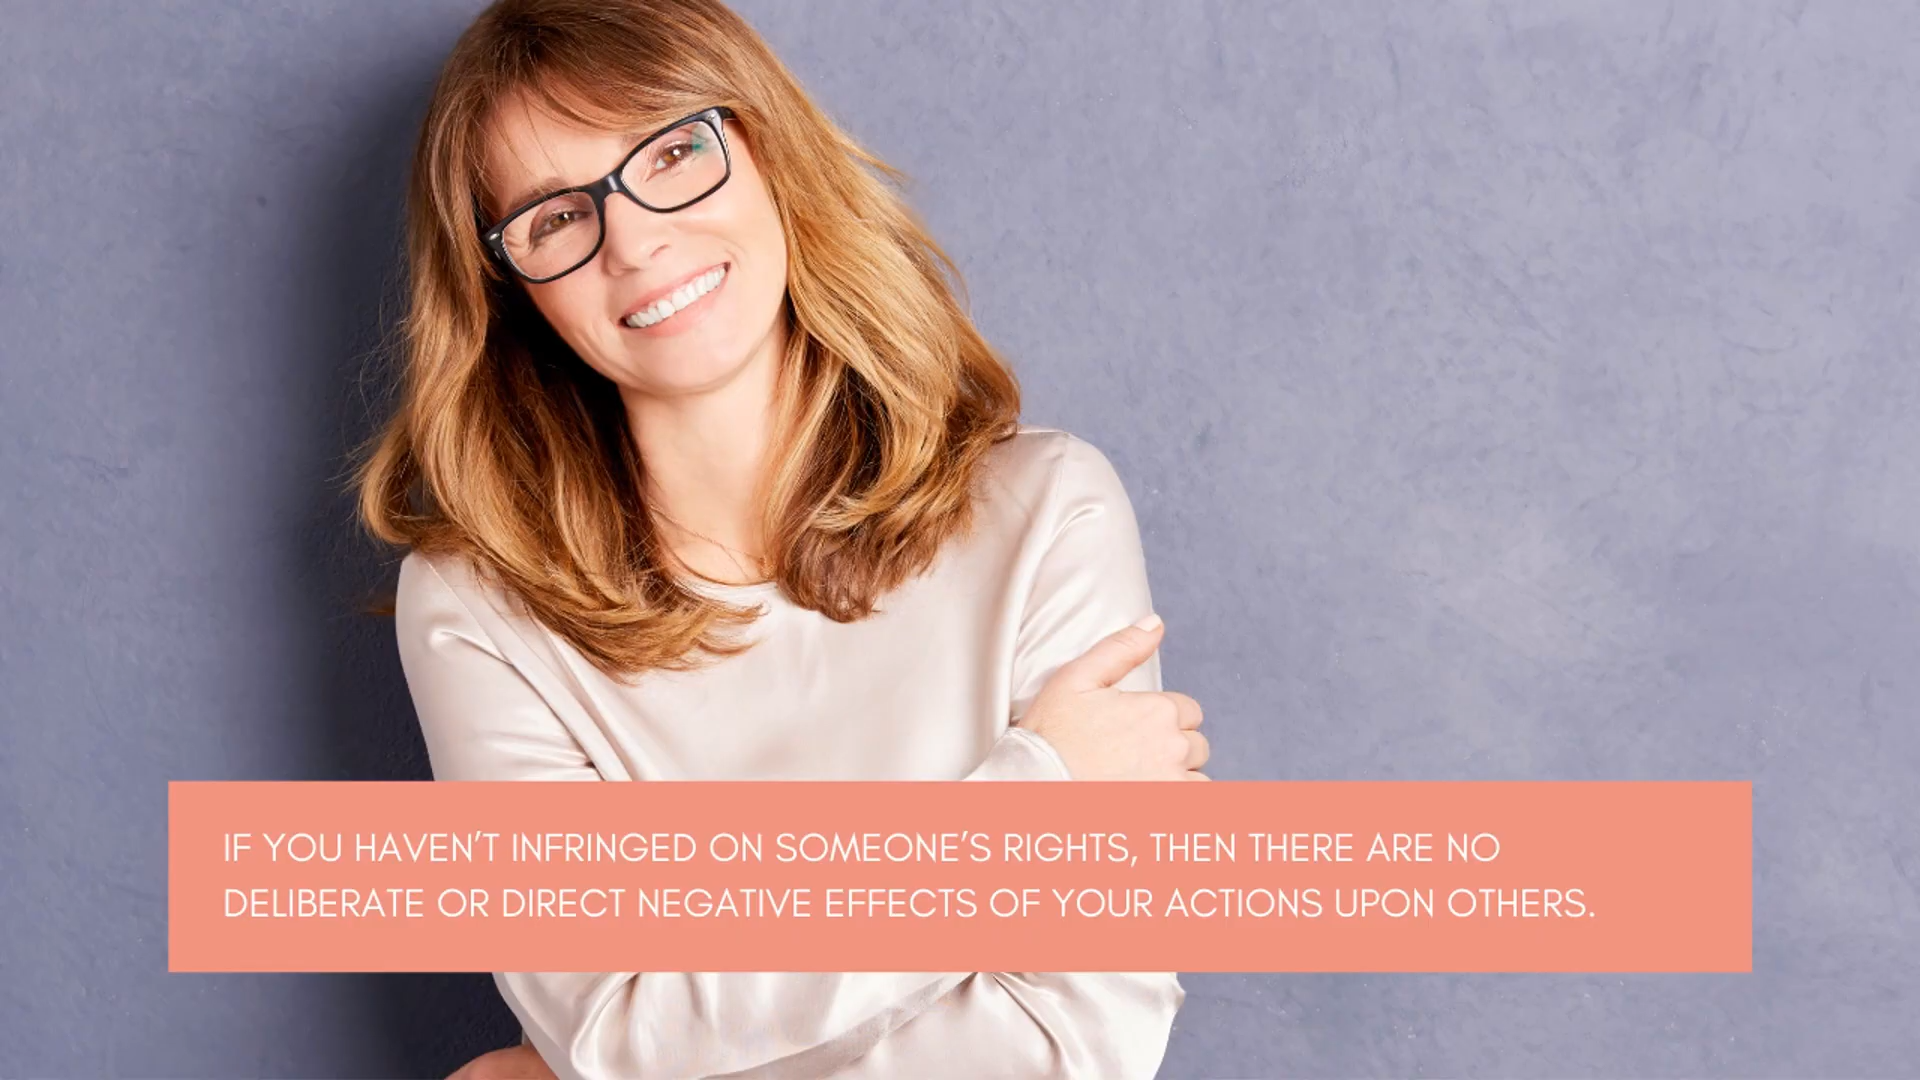 IF YOU HAVEN'T INFRINGED ON SOMEONE'S RIGHTS, THEN THERE ARE NO
DELIBERATE OR DIRECT NEGATIVE EFFECTS OF YOUR ACTIONS UPON OTHERS.